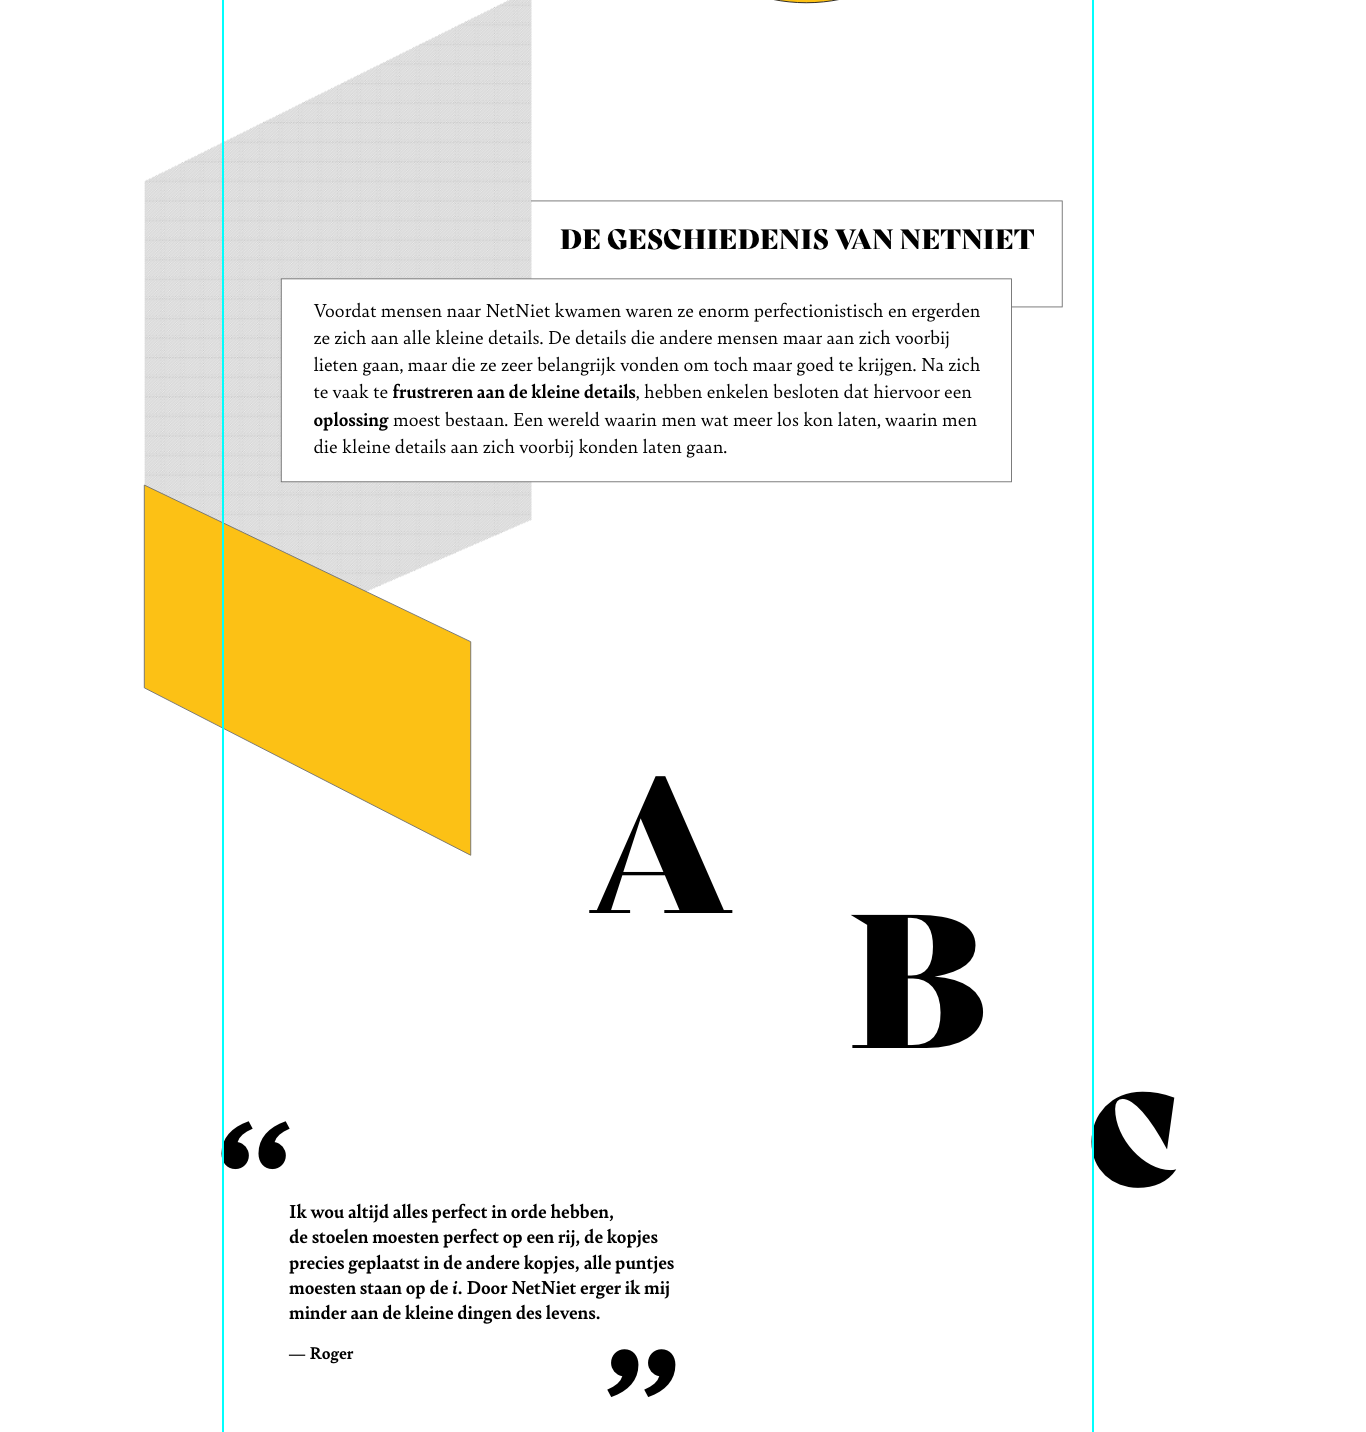 DE GESCHIEDENIS VAN NETNIET
Voordat mensen naar NetNiet kwamen waren ze enorm perfectionistisch en ergerden
ze zich aan alle kleine details. De details die andere mensen maar aan zich voorbij
lieten gaan, maar die ze zeer belangrijk vonden om toch maar goed te krijgen. Na zich
te vaak te frustreren aan de kleine details, hebben enkelen besloten dat hiervoor een
oplossing moest bestaan. Een wereld waarin men wat meer los kon laten, waarin men
die kleine details aan zich voorbij konden laten gaan.
A
B
C
“
Ik wou altijd alles perfect in orde hebben,
de stoelen moesten perfect op een rij, de kopjes
precies geplaatst in de andere kopjes, alle puntjes
moesten staan op de i. Door NetNiet erger ik mij
minder aan de kleine dingen des levens.
— Roger
”